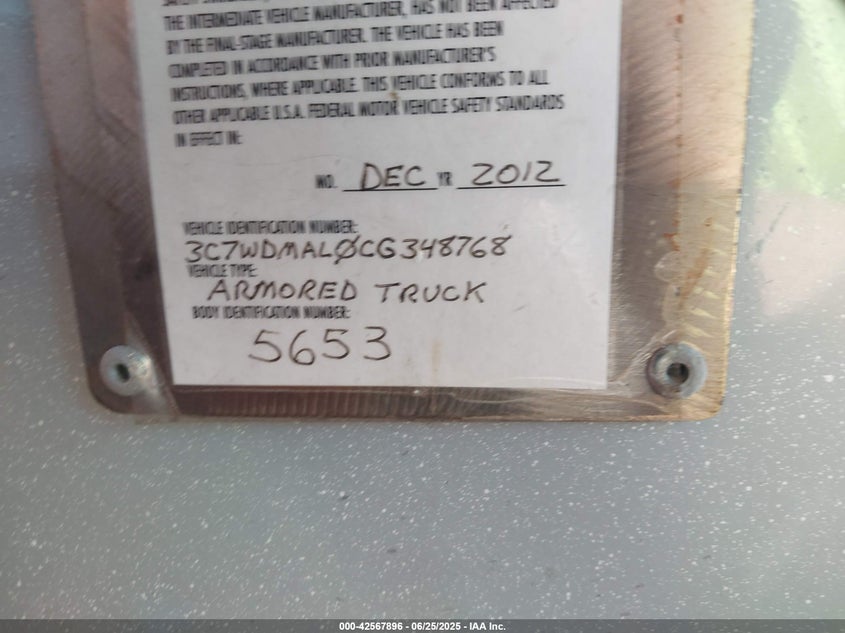 THE INTERMEDIATE VEHICLE MANUFACTURER, HAS NOT BEEN AFFECTED
BY THE FINAL-STAGE MANUFACTURER. THE VEHICLE HAS BEEN
COMPLETED IN ACCORDANCE WITH PRIOR MANUFACTURER'S
INSTRUCTIONS, WHERE APPLICABLE. THIS VEHICLE CONFORMS TO ALL
OTHER APPLICABLE U.S.A. FEDERAL MOTOR VEHICLE SAFETY STANDARDS
IN EFFECT IN:
MO. DEC YR 2012
VEHICLE IDENTIFICATION NUMBER:
3C7WDMAL0CG348768
VEHICLE TYPE:
ARMORED TRUCK
BODY IDENTIFICATION NUMBER:
5653
000-42567896 - 06/25/2025 - IAA Inc.